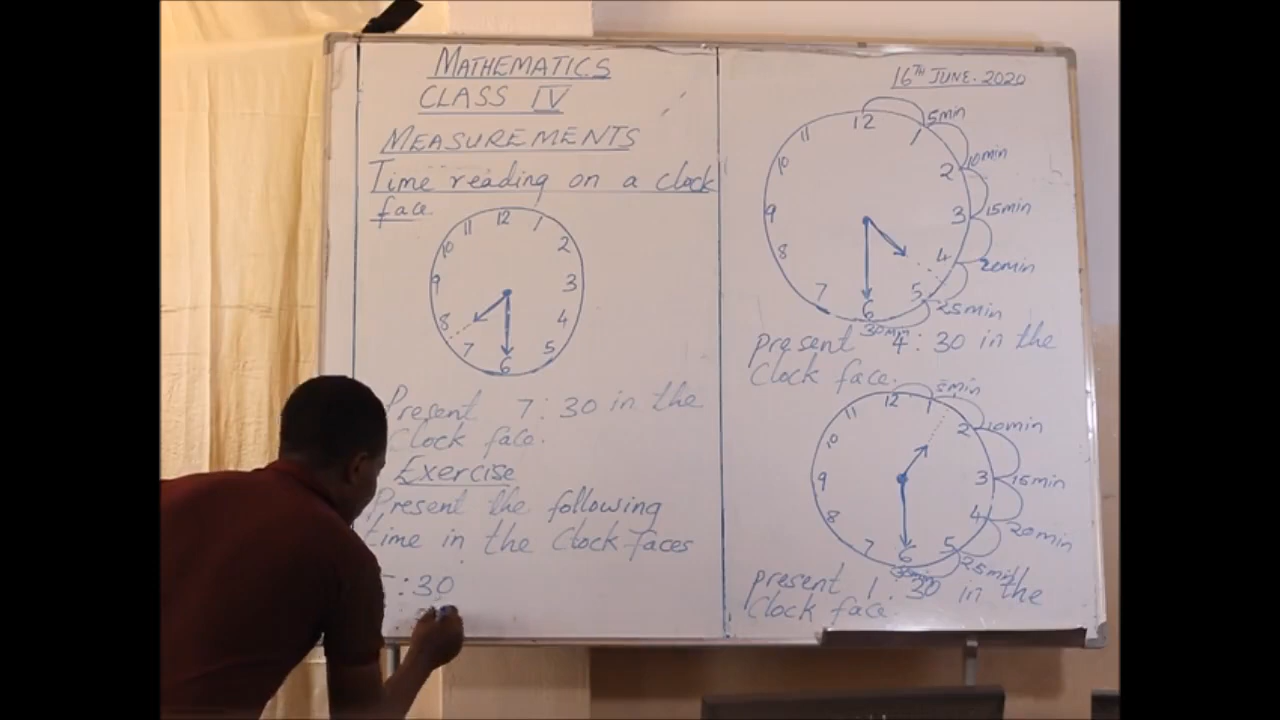 MATHEMATICS
CLASS IV
MEASUREMENTS
Time reading on a clock
face
12
11 1
10 2
9 3
8 4
7 5
6
Present 7:30 in the
Clock face.
Exercise
Present the following
time in the Clock Faces
:30
16TH JUNE. 2020
12 5min
11 1
10 2 10min
9 3 15min
8 4 20min
7 5 25min
6
30min
Present 4:30 in the
Clock face.
12 5min
11 1
10 2 10min
9 3 15min
8 4 20min
7 5 25min
6
30min
Present 1:30 in the
Clock face.